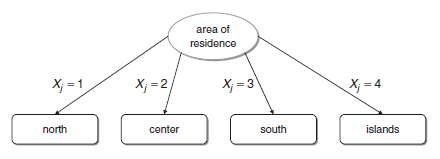 area of
residence
Xj = 1
Xj = 2
Xj = 3
Xj = 4
north
center
south
islands